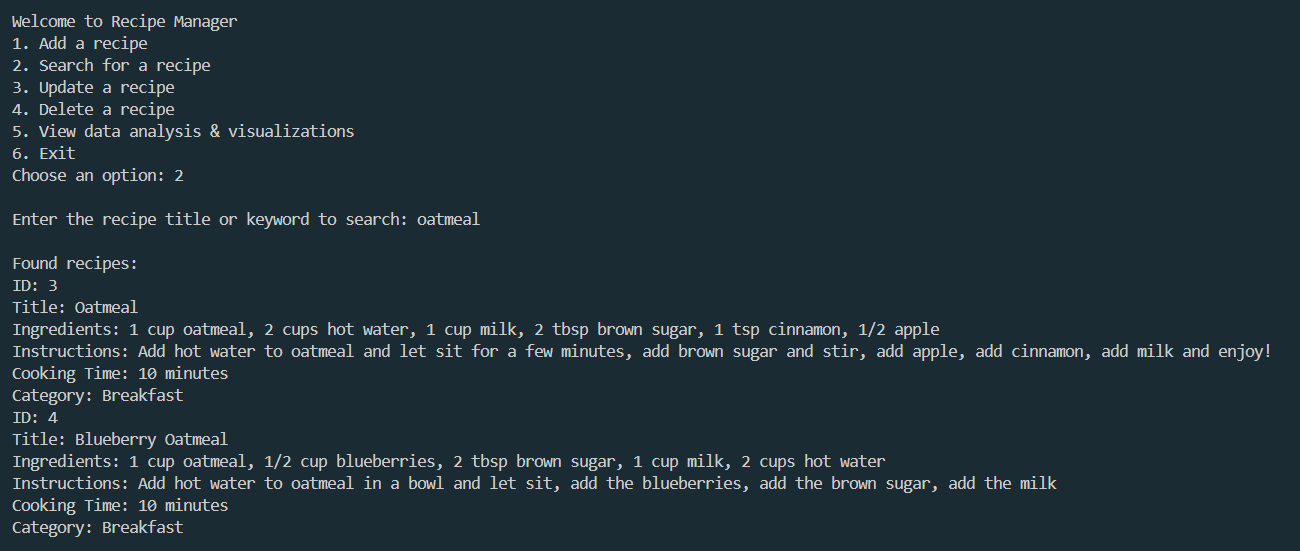 Welcome to Recipe Manager
1. Add a recipe
2. Search for a recipe
3. Update a recipe
4. Delete a recipe
5. View data analysis & visualizations
6. Exit
Choose an option: 2
Enter the recipe title or keyword to search: oatmeal
Found recipes:
ID: 3
Title: Oatmeal
Ingredients: 1 cup oatmeal, 2 cups hot water, 1 cup milk, 2 tbsp brown sugar, 1 tsp cinnamon, 1/2 apple
Instructions: Add hot water to oatmeal and let sit for a few minutes, add brown sugar and stir, add apple, add cinnamon, add milk and enjoy!
Cooking Time: 10 minutes
Category: Breakfast
ID: 4
Title: Blueberry Oatmeal
Ingredients: 1 cup oatmeal, 1/2 cup blueberries, 2 tbsp brown sugar, 1 cup milk, 2 cups hot water
Instructions: Add hot water to oatmeal in a bowl and let sit, add the blueberries, add the brown sugar, add the milk
Cooking Time: 10 minutes
Category: Breakfast